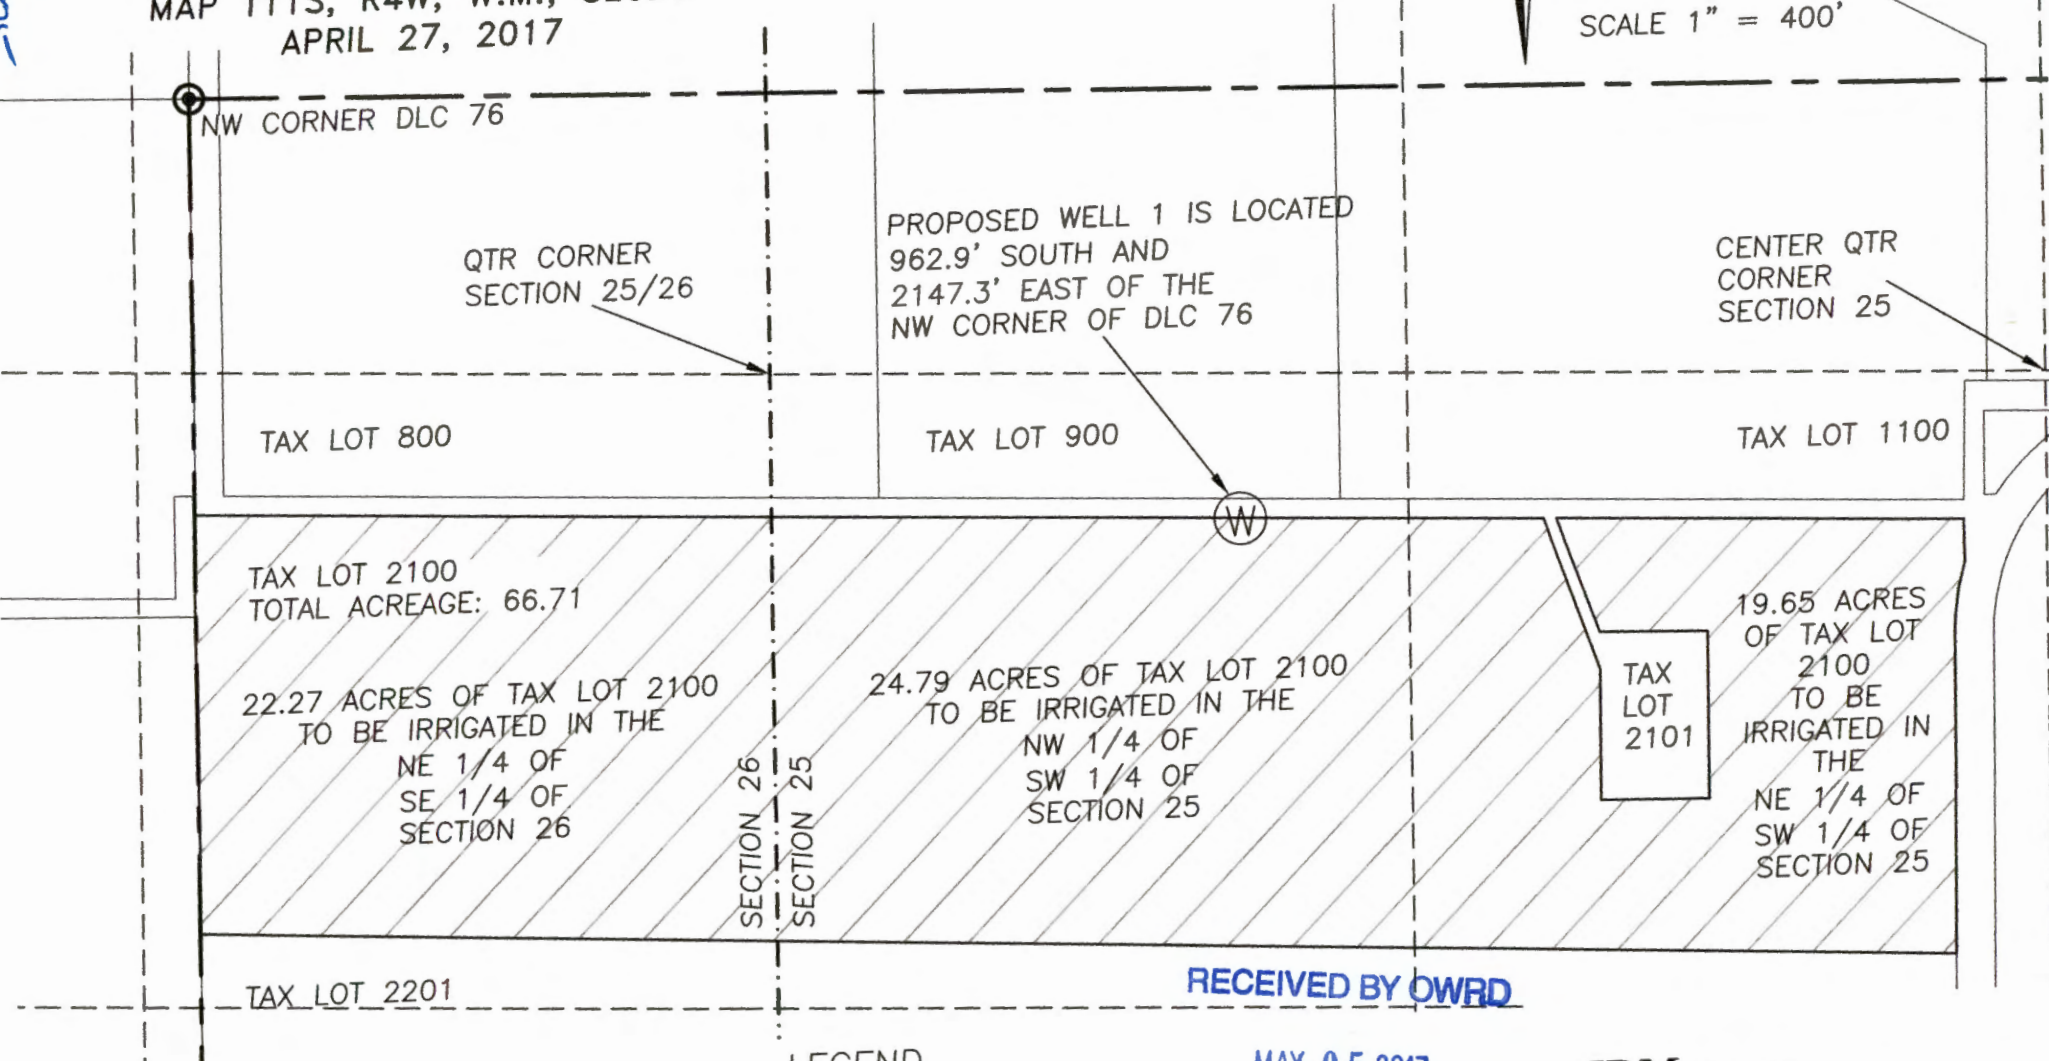 MAP 11S, R4W, W.M.,
APRIL 27, 2017
SCALE 1" = 400'
NW CORNER DLC 76
QTR CORNER
SECTION 25/26
PROPOSED WELL 1 IS LOCATED
962.9' SOUTH AND
2147.3' EAST OF THE
NW CORNER OF DLC 76
CENTER QTR
CORNER
SECTION 25
TAX LOT 800
TAX LOT 900
TAX LOT 1100
W
TAX LOT 2100
TOTAL ACREAGE: 66.71
22.27 ACRES OF TAX LOT 2100
TO BE IRRIGATED IN THE
NE 1/4 OF
SE 1/4 OF
SECTION 26
SECTION 26
SECTION 25
24.79 ACRES OF TAX LOT 2100
TO BE IRRIGATED IN THE
NW 1/4 OF
SW 1/4 OF
SECTION 25
TAX
LOT
2101
19.65 ACRES
OF TAX LOT
2100
TO BE
IRRIGATED IN
THE
NE 1/4 OF
SW 1/4 OF
SECTION 25
TAX LOT 2201
RECEIVED BY OWRD
LEGEND
MAY 05 2017